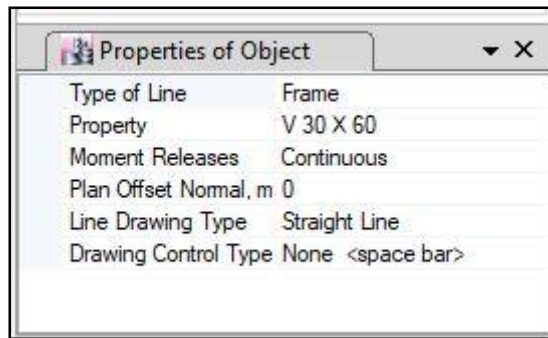 Properties of Object
Type of Line Frame
Property V 30 X 60
Moment Releases Continuous
Plan Offset Normal, m 0
Line Drawing Type Straight Line
Drawing Control Type None <space bar>